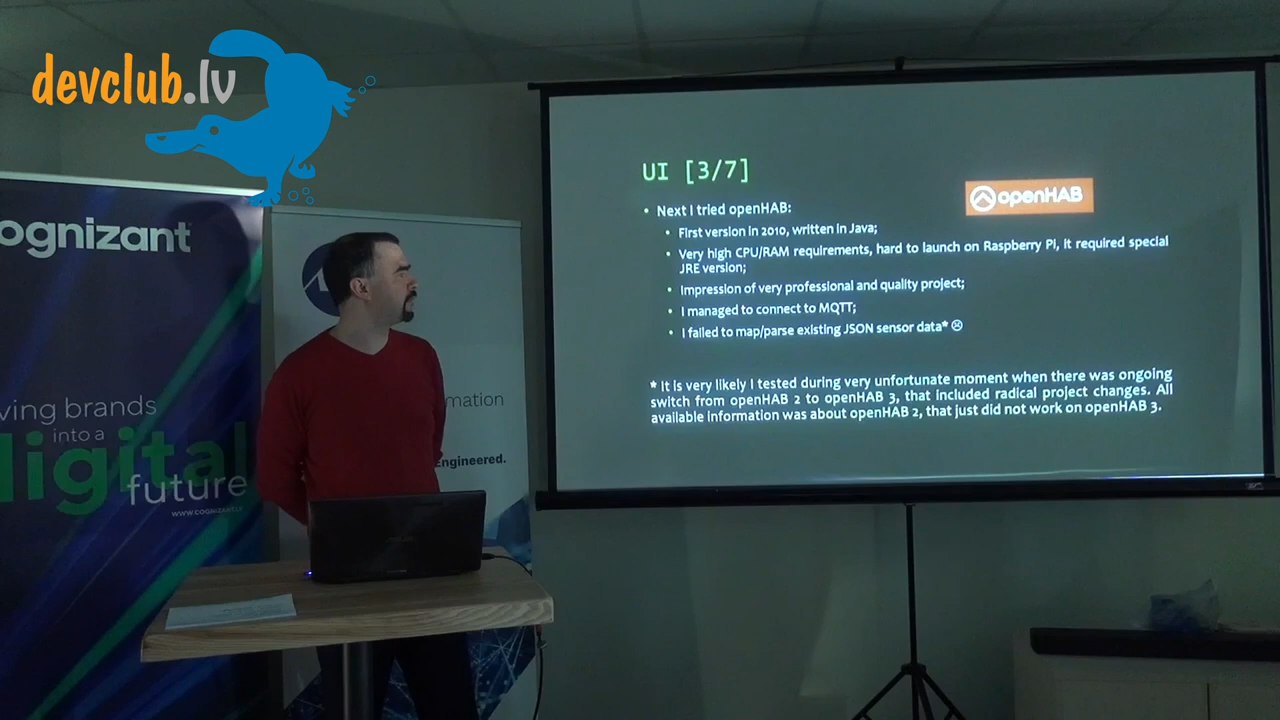 devclub.lv
ognizant
ving brands
into a
digital
future
WWW.COGNIZANT.LV
mation
Engineered.
UI [3/7]
openHAB
• Next I tried openHAB:
• First version in 2010, written in Java;
• Very high CPU/RAM requirements, hard to launch on Raspberry Pi, it required special
JRE version;
• Impression of very professional and quality project;
• I managed to connect to MQTT;
• I failed to map/parse existing JSON sensor data* ☹
* It is very likely I tested during very unfortunate moment when there was ongoing
switch from openHAB 2 to openHAB 3, that included radical project changes. All
available information was about openHAB 2, that just did not work on openHAB 3.